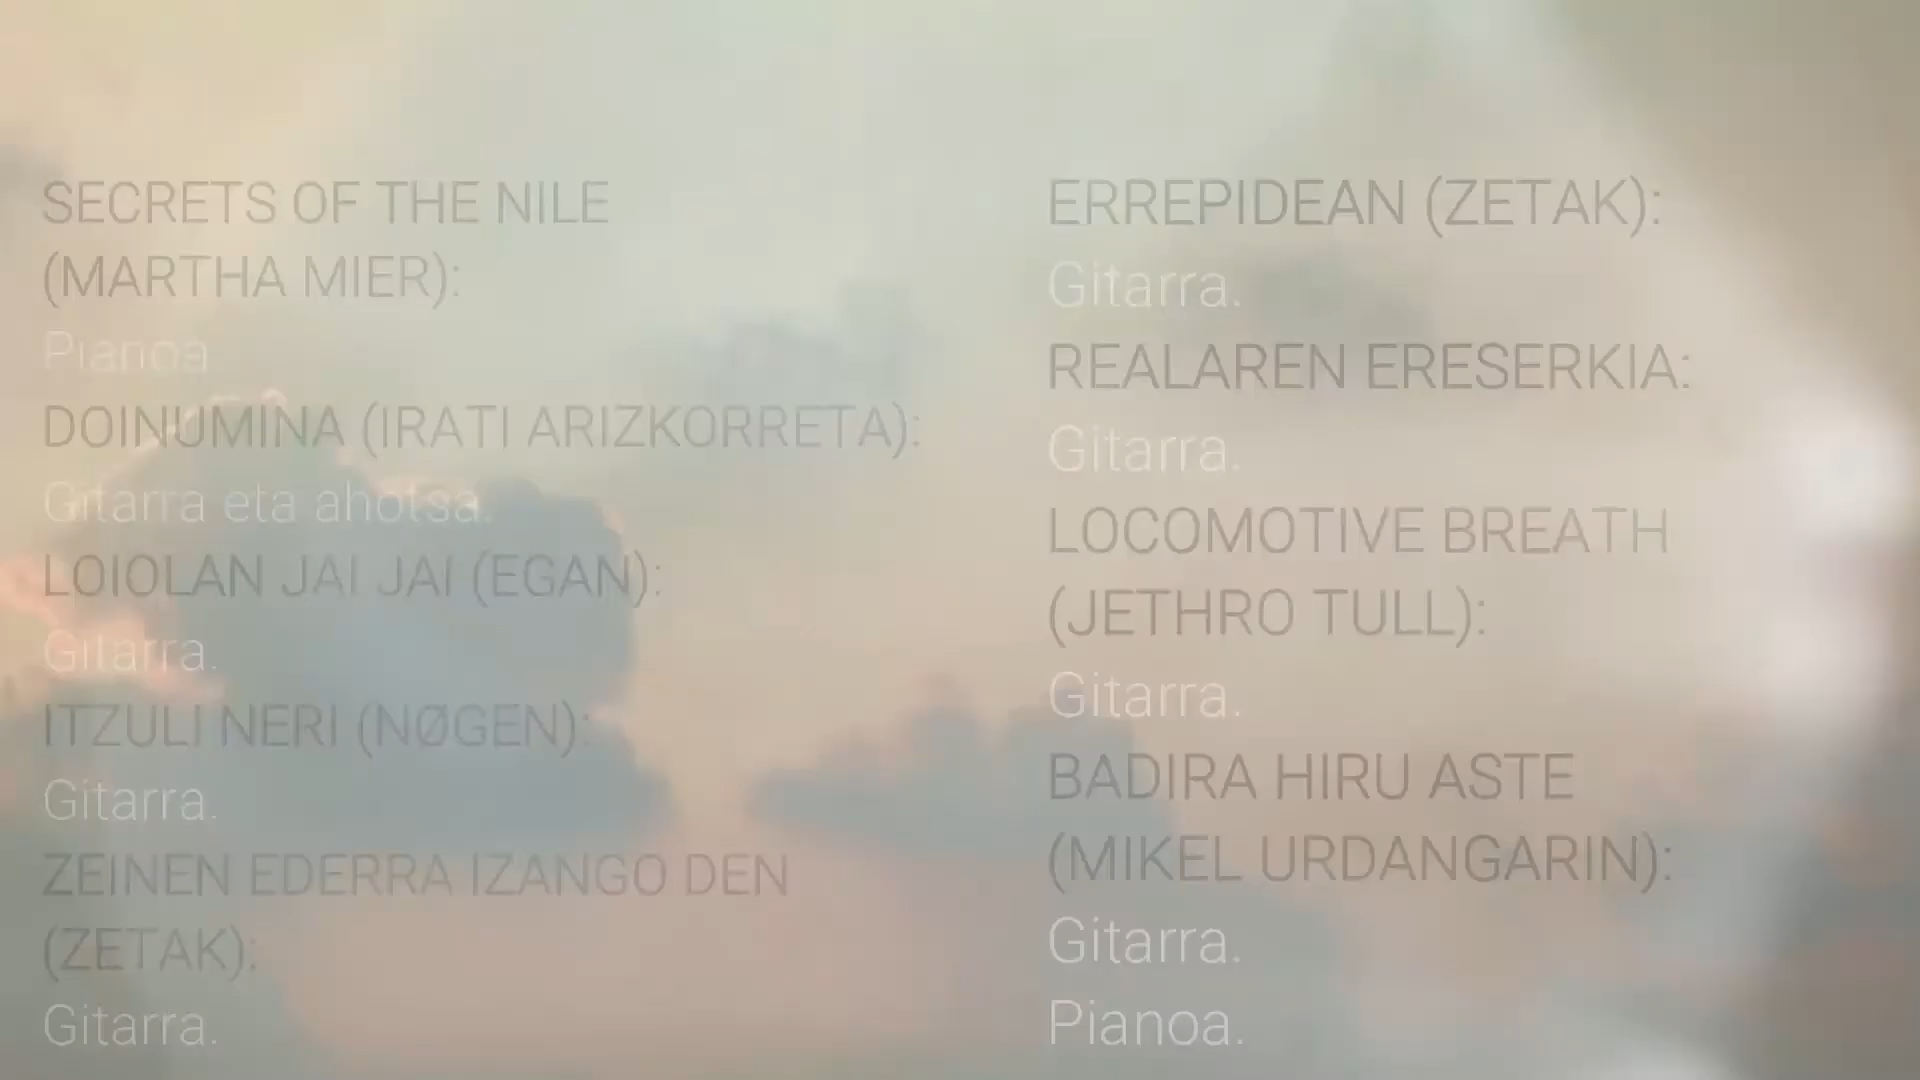 SECRETS OF THE NILE
(MARTHA MIER):
Pianoa
DOINUMINA (IRATI ARIZKORRETA):
Gitarra eta ahotsa.
LOIOLAN JAI JAI (EGAN):
Gitarra.
ITZULI NERI (NØGEN):
Gitarra.
ZEINEN EDERRA IZANGO DEN
(ZETAK):
Gitarra.
ERREPIDEAN (ZETAK):
Gitarra.
REALAREN ERESERKIA:
Gitarra.
LOCOMOTIVE BREATH
(JETHRO TULL):
Gitarra.
BADIRA HIRU ASTE
(MIKEL URDANGARIN):
Gitarra.
Pianoa.